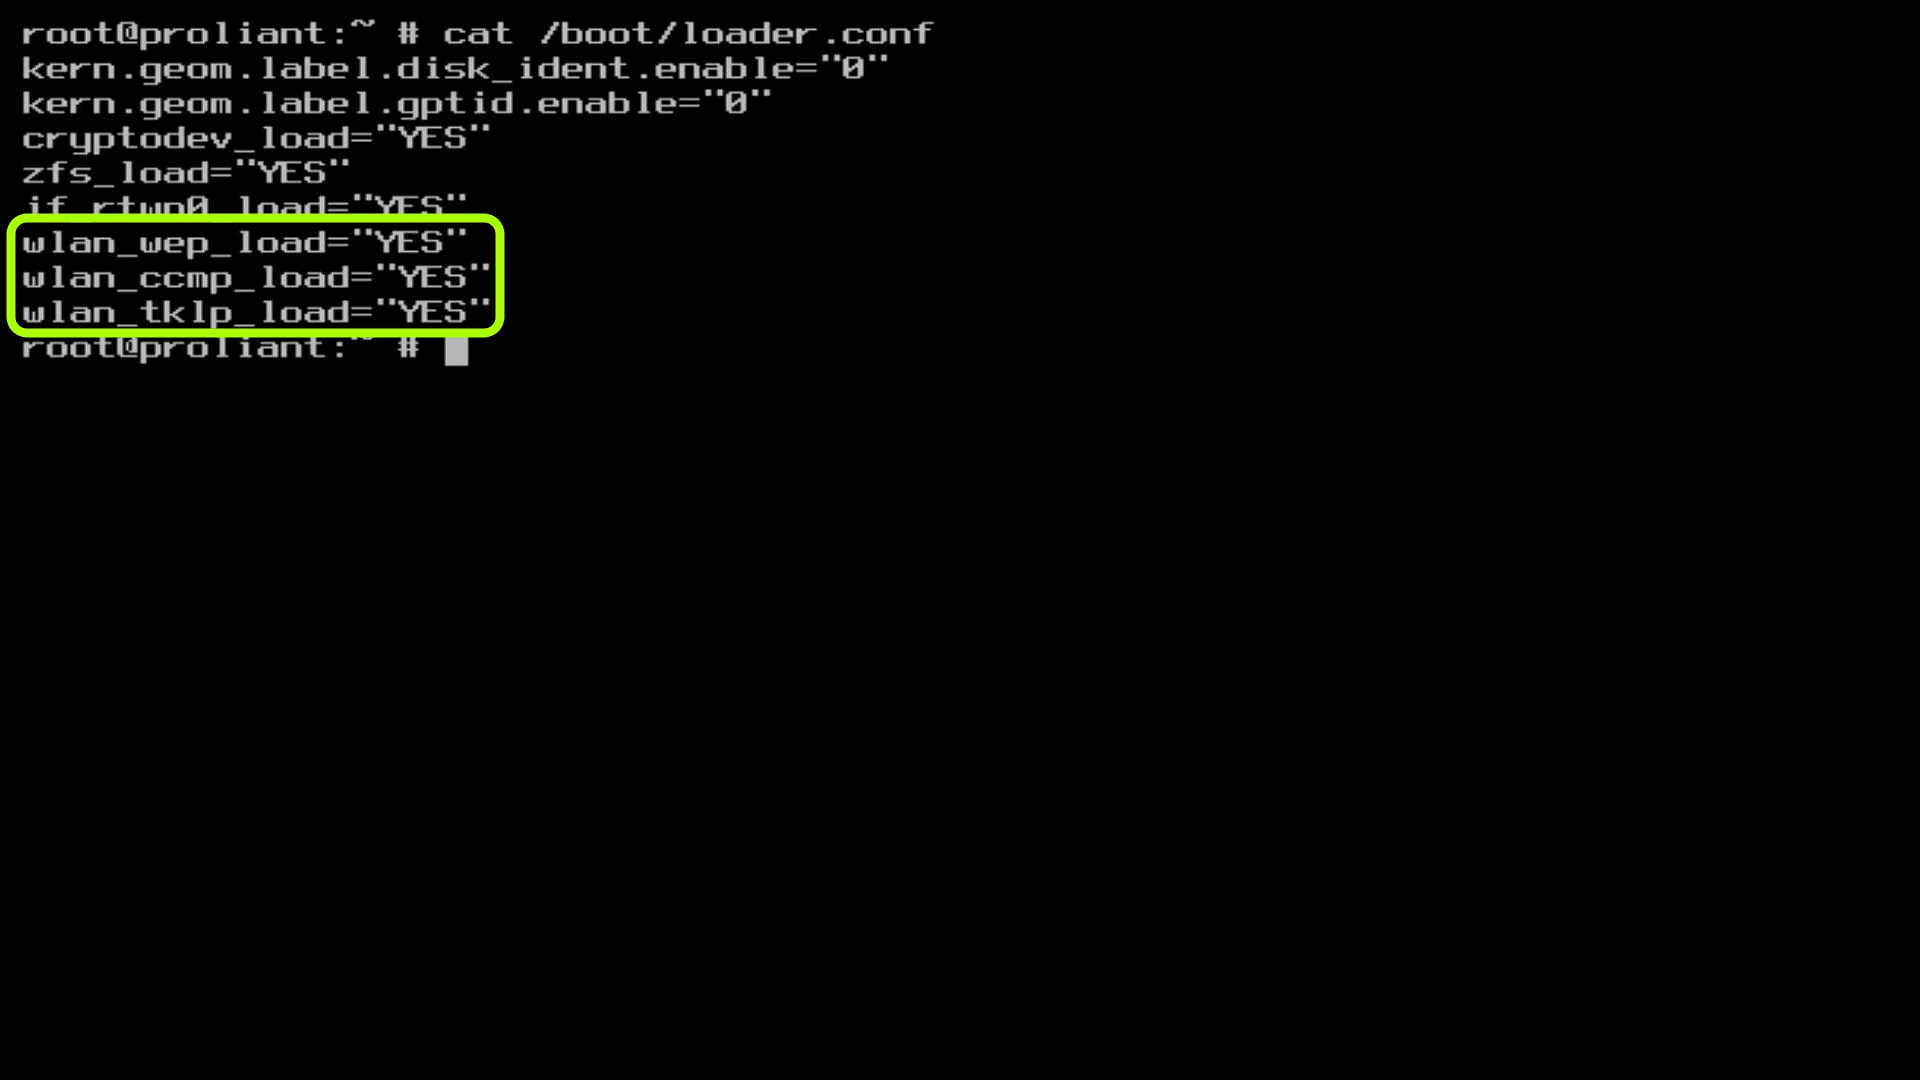 root@proliant:~ # cat /boot/loader.conf
kern.geom.label.disk_ident.enable="0"
kern.geom.label.gptid.enable="0"
cryptodev_load="YES"
zfs_load="YES"
if_rtwn0_load="YES"
wlan_wep_load="YES"
wlan_ccmp_load="YES"
wlan_tklp_load="YES"
root@proliant:~ #